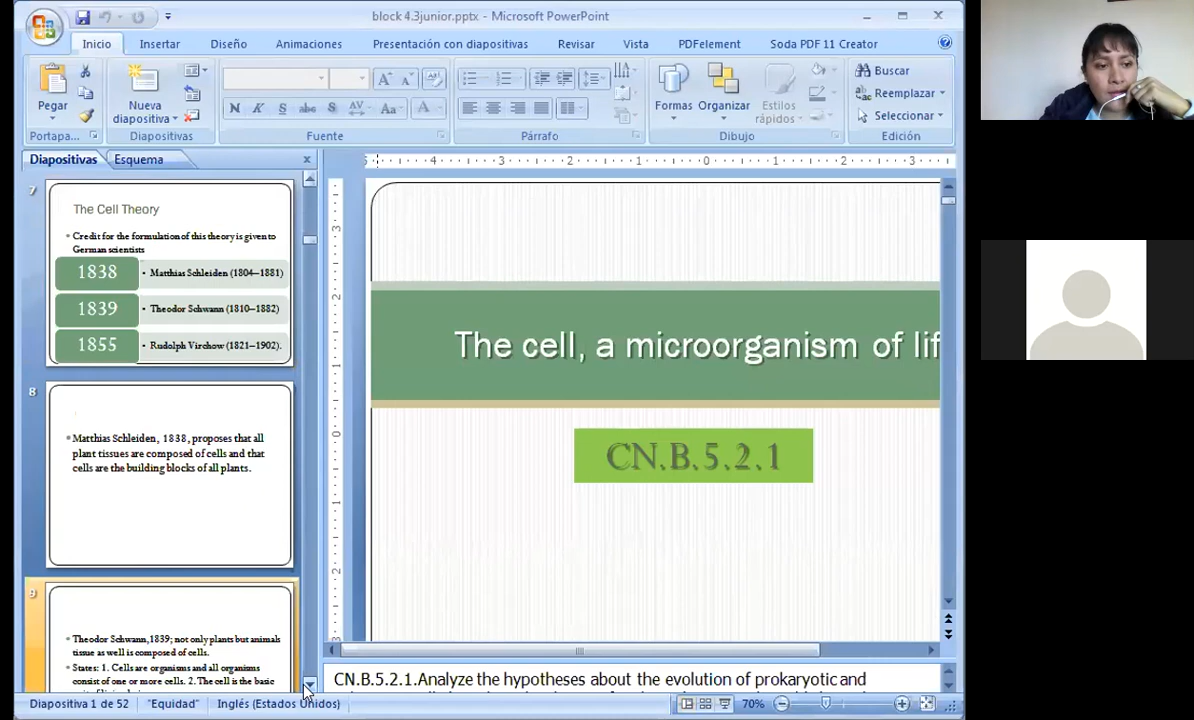 block 4.3junior.pptx - Microsoft PowerPoint
Inicio Insertar Diseño Animaciones Presentación con diapositivas Revisar Vista PDFelement Soda PDF 11 Creator
Pegar
Nueva diapositiva
Formas Organizar Estilos rápidos
Buscar
Reemplazar
Seleccionar
Portapa... Diapositivas Fuente Párrafo Dibujo Edición
Diapositivas Esquema
7
The Cell Theory
Credit for the formulation of this theory is given to
German scientists
1838 • Matthias Schleiden (1804–1881)
1839 • Theodor Schwann (1810–1882)
1855 • Rudolph Virchow (1821–1902).
8
Matthias Schleiden, 1838, proposes that all
plant tissues are composed of cells and that
cells are the building blocks of all plants.
9
Theodor Schwann,1839; not only plants but animals
tissue as well is composed of cells.
States: 1. Cells are organisms and all organisms
consist of one or more cells. 2. The cell is the basic
The cell, a microorganism of lif
CN.B.5.2.1
CN.B.5.2.1.Analyze the hypotheses about the evolution of prokaryotic and
Diapositiva 1 de 52 "Equidad" Inglés (Estados Unidos) 70%